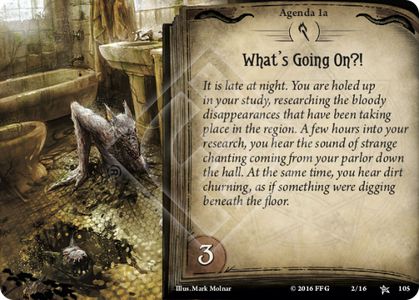 Agenda 1a
What's Going On?!
It is late at night. You are holed up
in your study, researching the bloody
disappearances that have been taking
place in the region. A few hours into your
research, you hear the sound of strange
chanting coming from your parlor down
the hall. At the same time, you hear dirt
churning, as if something were digging
beneath the floor.
3
Illus. Mark Molnar © 2016 FFG 2/16 105